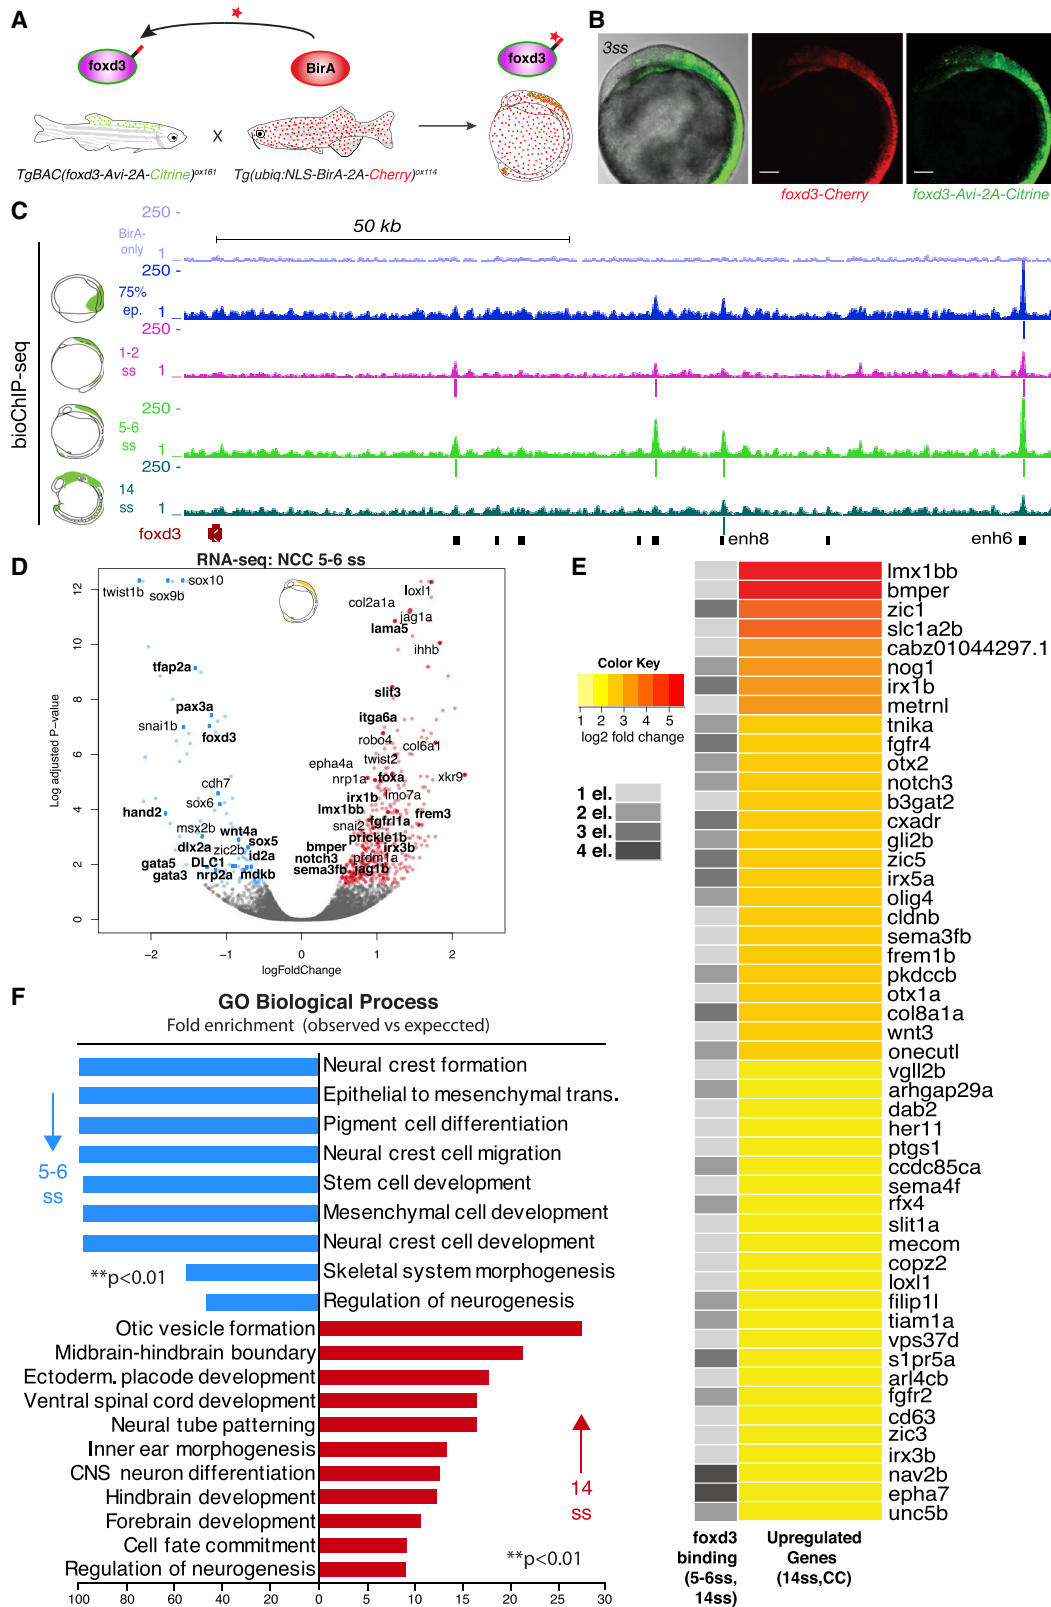 A
foxd3
BirA
foxd3
X
TgBAC(foxd3-Avi-2A-Citrine)ox161
Tg(ubiq:NLS-BirA-2A-Cherry)ox114
B
3ss
foxd3-Cherry
foxd3-Avi-2A-Citrine
C
bioChIP-seq
50 kb
250 -
BirA-
only
1 _
250 -
75%
ep.
1 _
250 -
1-2
ss
1 _
250 -
5-6
ss
1 _
250 -
14
ss
1 _
foxd3
enh8
enh6
D
RNA-seq: NCC 5-6 ss
Log adjusted P-value
12
10
8
6
4
2
0
-2
-1
0
1
2
logFoldChange
twist1b
sox10
sox9b
tfap2a
pax3a
snai1b
foxd3
cdh7
sox6
hand2
msx2b
wnt4a
dlx2a
zic2b
sox5
id2a
gata5
DLC1
gata3
nrp2a
mdkb
loxl1
col2a1a
jag1a
lama5
ihhb
slit3
itga6a
robo4
col6a1
twist2
epha4a
nrp1a
foxa
xkr9
irx1b
lmo7a
lmx1bb
frem3
snai2
fgfrl1a
prickle1b
bmper
irx3b
notch3
prdm1a
sema3fb
jag1b
E
Color Key
1 2 3 4 5
log2 fold change
1 el.
2 el.
3 el.
4 el.
lmx1bb
bmper
zic1
slc1a2b
cabz01044297.1
nog1
irx1b
metrnl
tnika
fgfr4
otx2
notch3
b3gat2
cxadr
gli2b
zic5
irx5a
olig4
cldnb
sema3fb
frem1b
pkdccb
otx1a
col8a1a
wnt3
onecutl
vgll2b
arhgap29a
dab2
her11
ptgs1
ccdc85ca
sema4f
rfx4
slit1a
mecom
copz2
loxl1
filip1l
tiam1a
vps37d
s1pr5a
arl4cb
fgfr2
cd63
zic3
irx3b
nav2b
epha7
unc5b
foxd3
binding
(5-6ss,
14ss)
Upregulated
Genes
(14ss,CC)
F
GO Biological Process
Fold enrichment (observed vs expeccted)
Neural crest formation
Epithelial to mesenchymal trans.
Pigment cell differentiation
Neural crest cell migration
Stem cell development
Mesenchymal cell development
Neural crest cell development
Skeletal system morphogenesis
Regulation of neurogenesis
5-6
ss
**p<0.01
Otic vesicle formation
Midbrain-hindbrain boundary
Ectoderm. placode development
Ventral spinal cord development
Neural tube patterning
Inner ear morphogenesis
CNS neuron differentiation
Hindbrain development
Forebrain development
Cell fate commitment
Regulation of neurogenesis
14
ss
**p<0.01
100 80 60 40 20 0 5 10 15 20 25 30